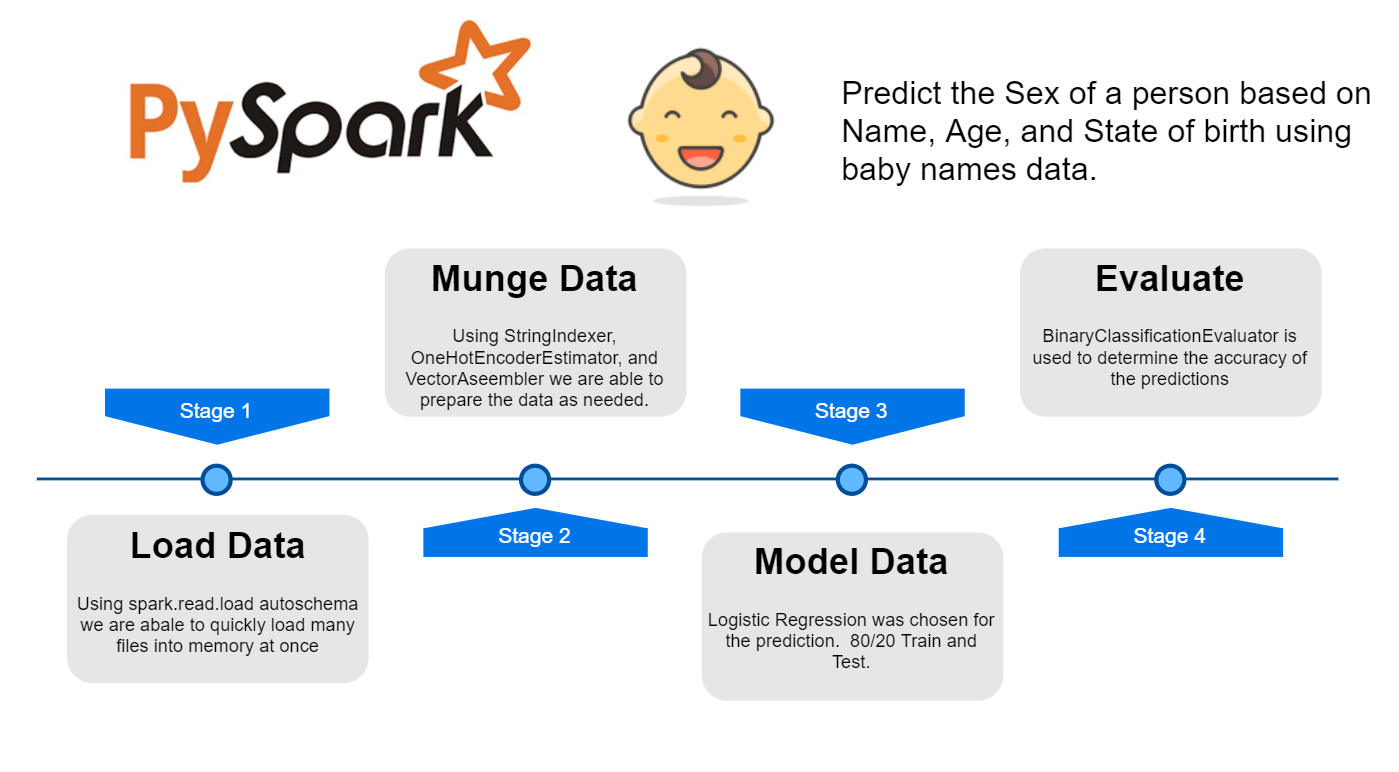 PySpark
Predict the Sex of a person based on
Name, Age, and State of birth using
baby names data.
Munge Data
Using StringIndexer,
OneHotEncoderEstimator, and
VectorAseembler we are able to
prepare the data as needed.
Evaluate
BinaryClassificationEvaluator is
used to determine the accuracy of
the predictions
Stage 1
Stage 3
Load Data
Using spark.read.load autoschema
we are abale to quickly load many
files into memory at once
Stage 2
Model Data
Logistic Regression was chosen for
the prediction.  80/20 Train and
Test.
Stage 4